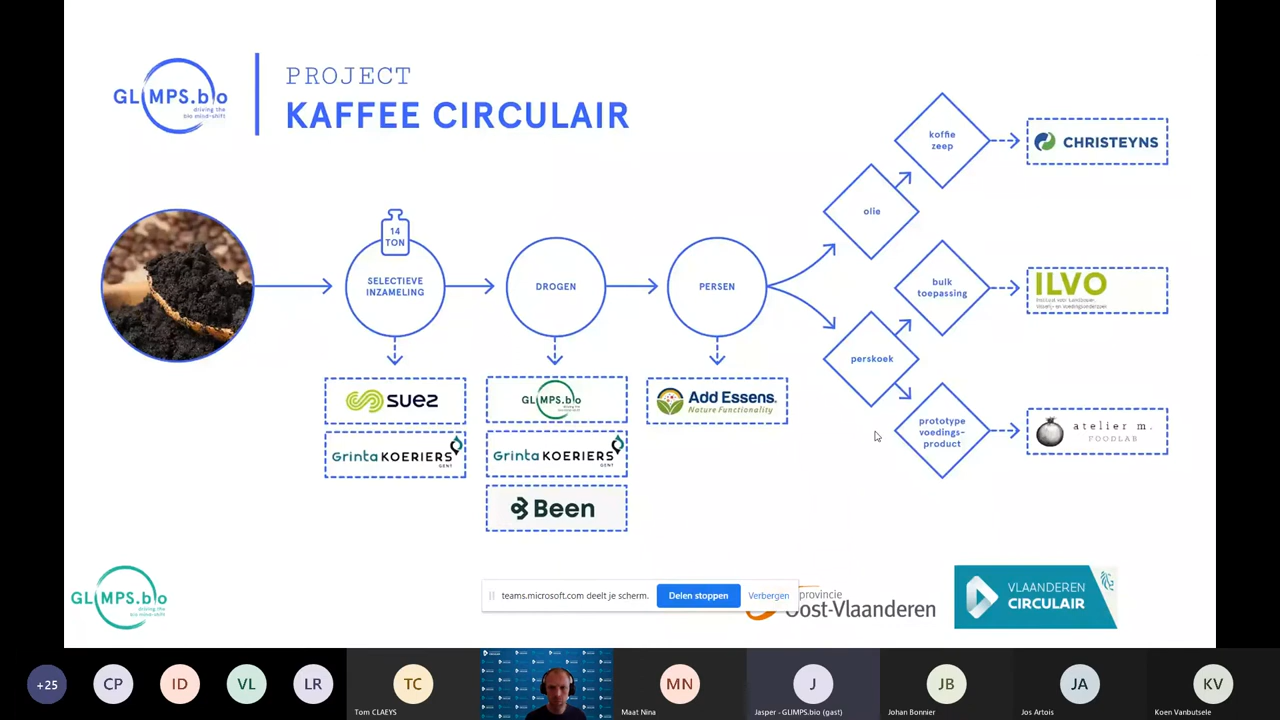 GLIMPS.bio
driving the
bio mind-shift
PROJECT
KAFFEE CIRCULAIR
14
TON
SELECTIEVE
INZAMELING
DROGEN
PERSEN
olie
koffie
zeep
CHRISTEYNS
bulk
toepassing
ILVO
perskoek
prototype
voedings-
product
atelier m.
FOODLAB
suez
GLIMPS.bio
Add Essens.
Nature Functionality
Grinta KOERIERS
GENT
Grinta KOERIERS
GENT
Been
GLIMPS.bio
driving the
bio mind-shift
teams.microsoft.com deelt je scherm.
Delen stoppen
Verbergen
provincie
Oost-Vlaanderen
VLAANDEREN
CIRCULAIR
+25
CP
ID
VL
LR
TC
MN
J
JB
JA
KV
Tom CLAEYS
Maat Nina
Jasper - GLIMPS.bio (gast)
Johan Bonnier
Jos Artois
Koen Vanbutsele